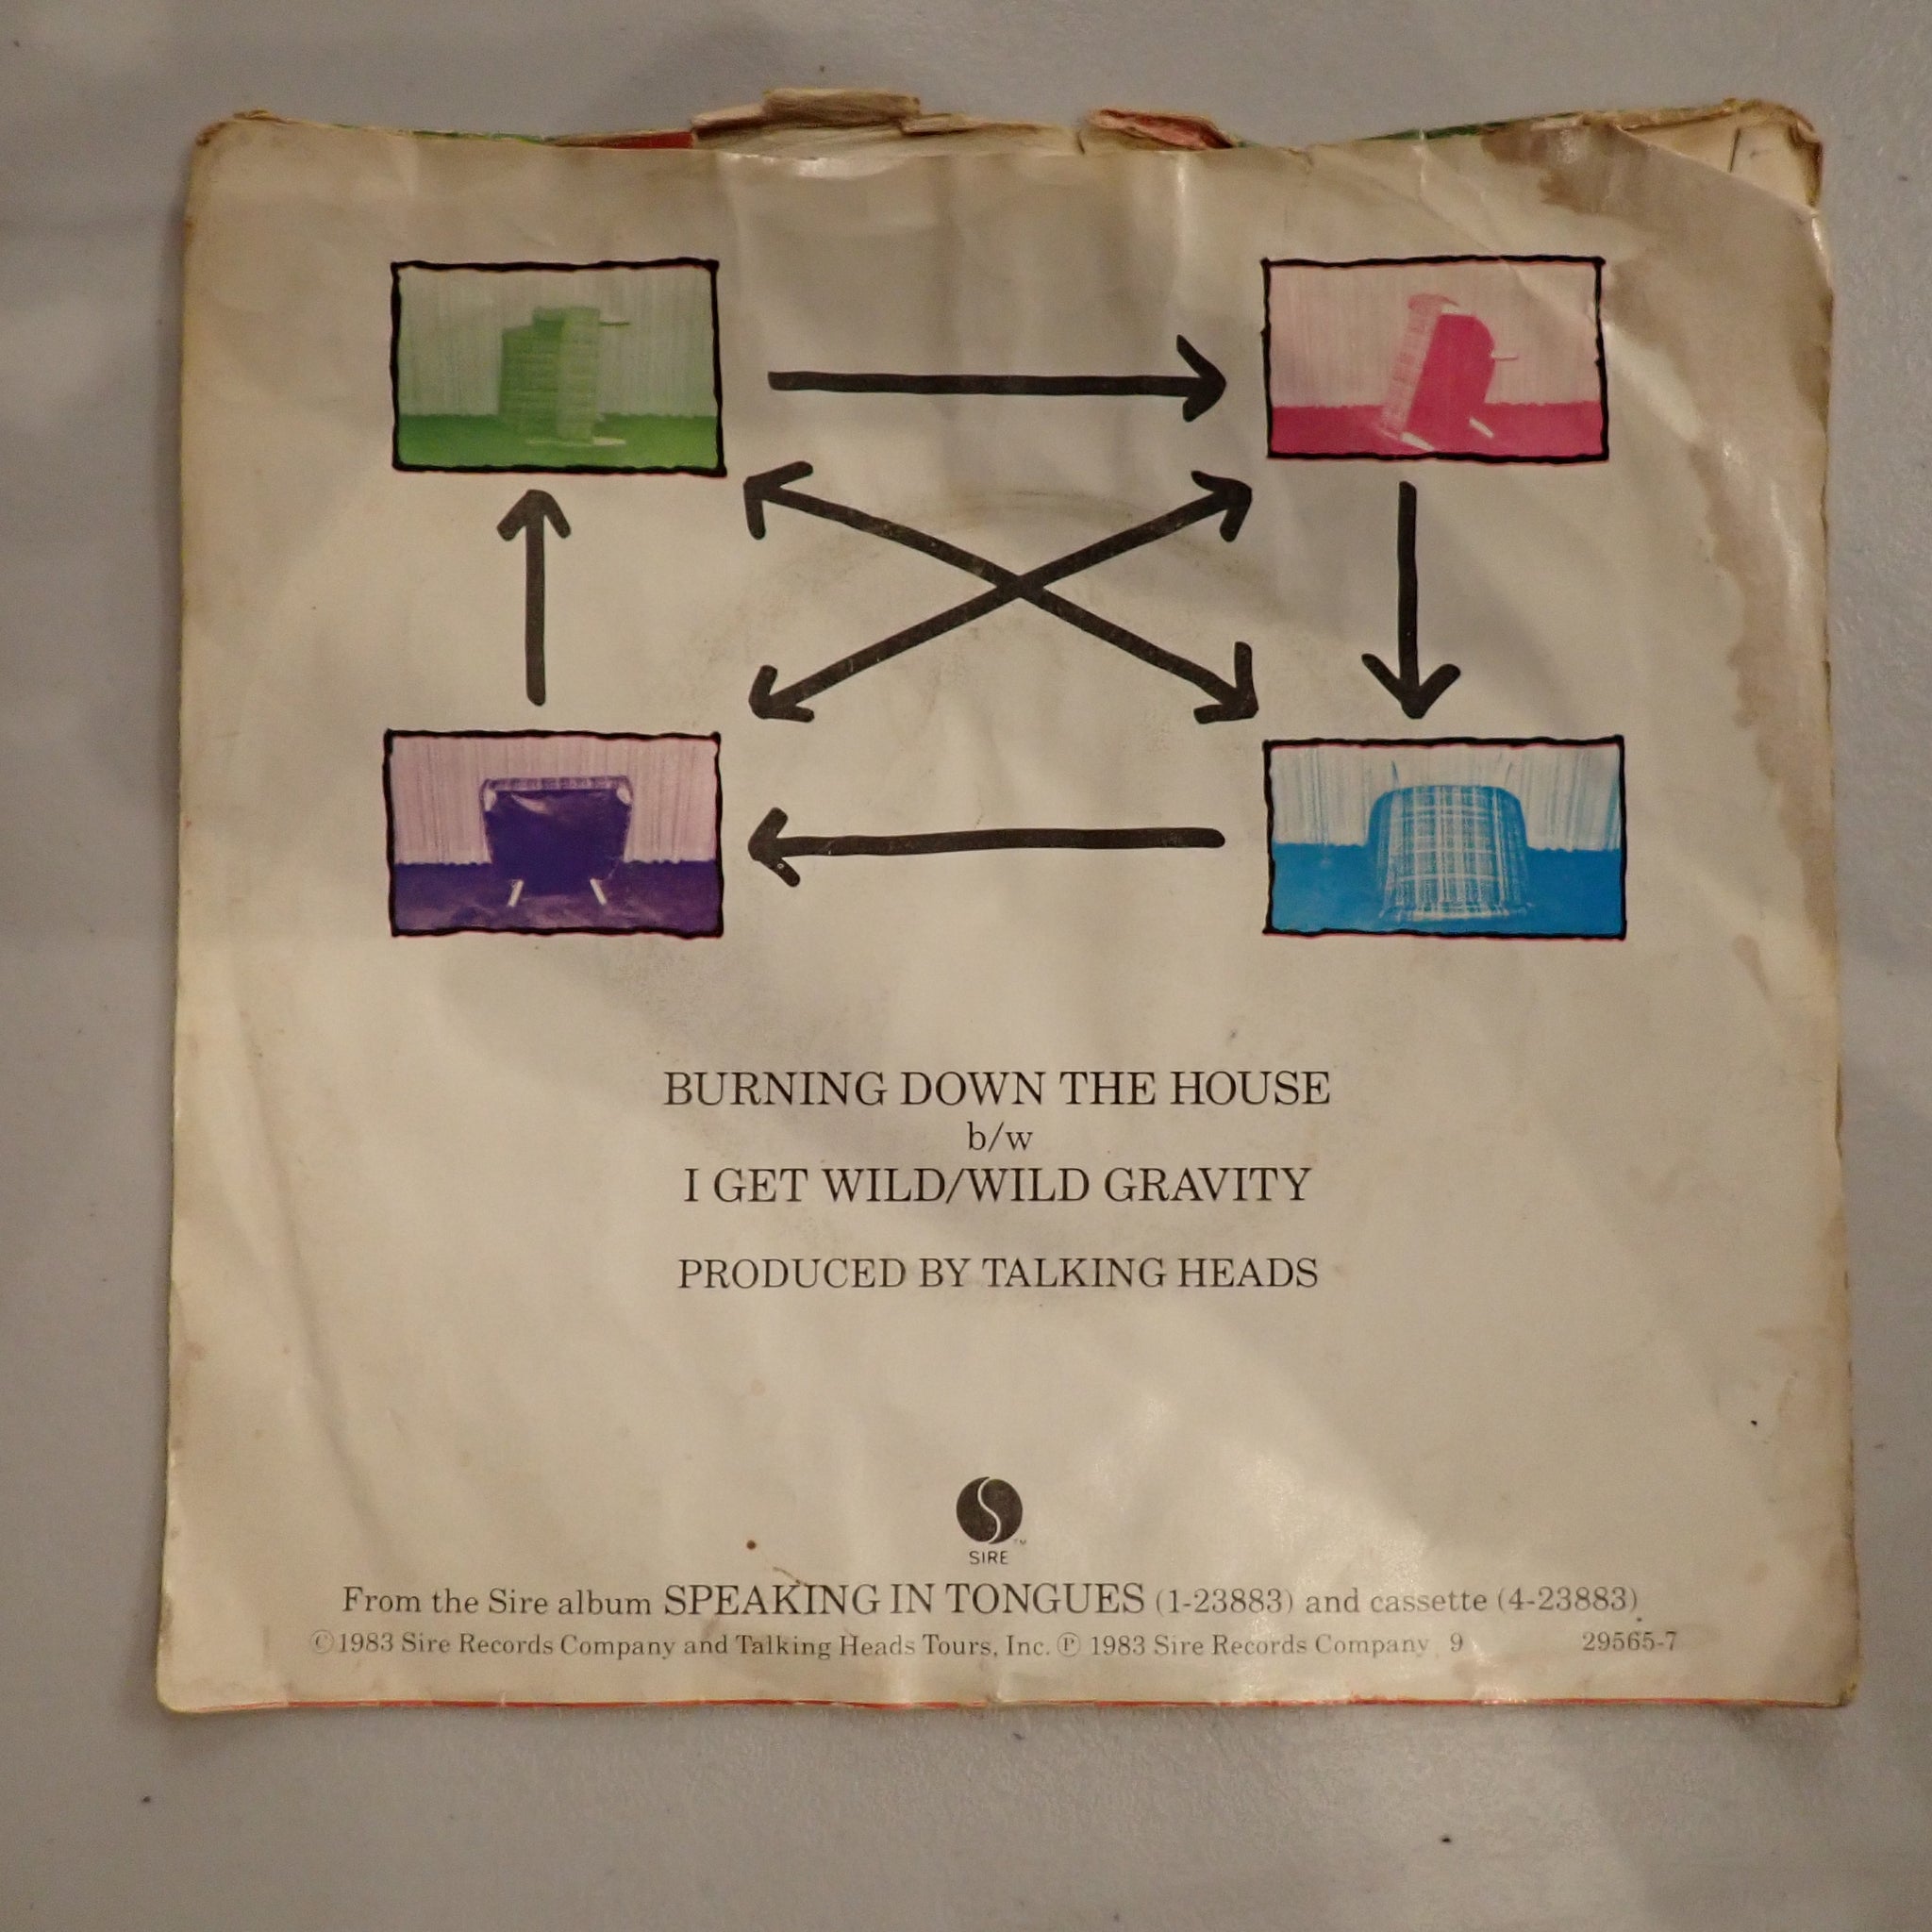 BURNING DOWN THE HOUSE
b/w
I GET WILD/WILD GRAVITY
PRODUCED BY TALKING HEADS
TM
SIRE
From the Sire album SPEAKING IN TONGUES (1-23883) and cassette (4-23883)
©1983 Sire Records Company and Talking Heads Tours, Inc. ℗ 1983 Sire Records Company 9 29565-7